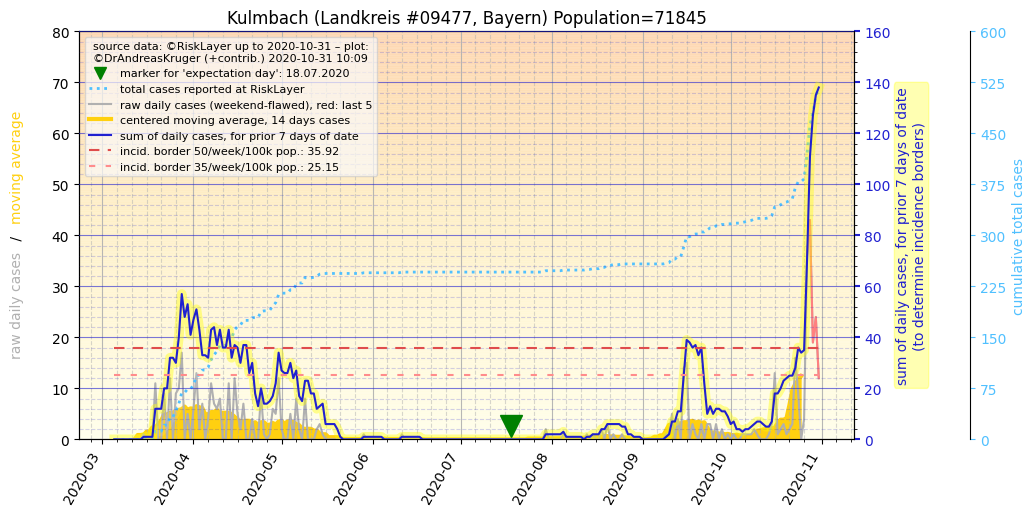 Kulmbach (Landkreis #09477, Bayern) Population=71845
source data: ©RiskLayer up to 2020-10-31 – plot:
©DrAndreasKruger (+contrib.) 2020-10-31 10:09
marker for 'expectation day': 18.07.2020
total cases reported at RiskLayer
raw daily cases (weekend-flawed), red: last 5
centered moving average, 14 days cases
sum of daily cases, for prior 7 days of date
incid. border 50/week/100k pop.: 35.92
incid. border 35/week/100k pop.: 25.15
raw daily cases / moving average
80
70
60
50
40
30
20
10
0
160
140
120
100
80
60
40
20
0
sum of daily cases, for prior 7 days of date
(to determine incidence borders)
600
525
450
375
300
225
150
75
0
cumulative total cases
2020-03
2020-04
2020-05
2020-06
2020-07
2020-08
2020-09
2020-10
2020-11